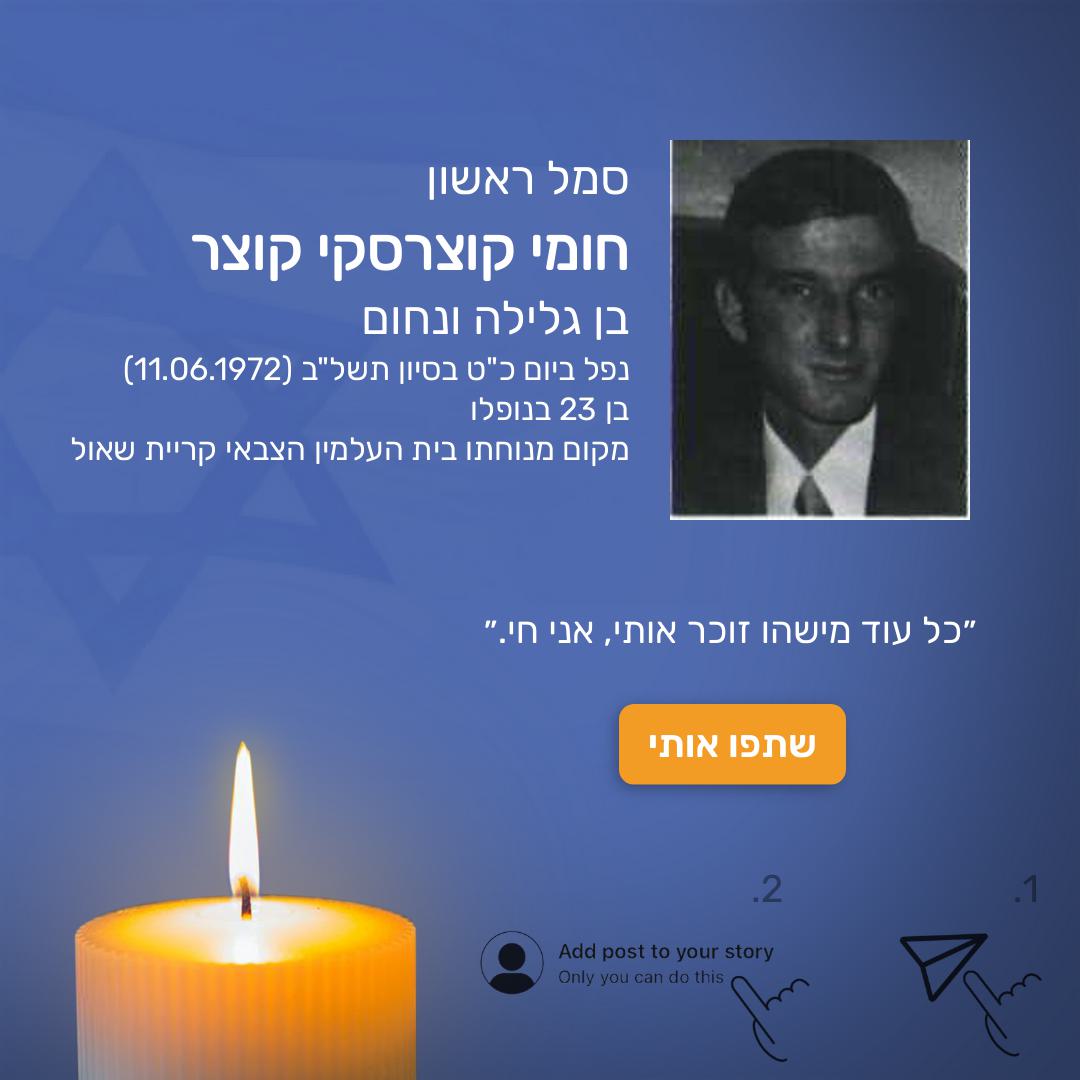 סמל ראשון
חומי קוצרסקי קוצר
בן גלילה ונחום
נפל ביום כ"ט בסיון תשל"ב (11.06.1972)
בן 23 בנופלו
מקום מנוחתו בית העלמין הצבאי קריית שאול
״כל עוד מישהו זוכר אותי, אני חי.״
שתפו אותי
1.
2.
Add post to your story
Only you can do this